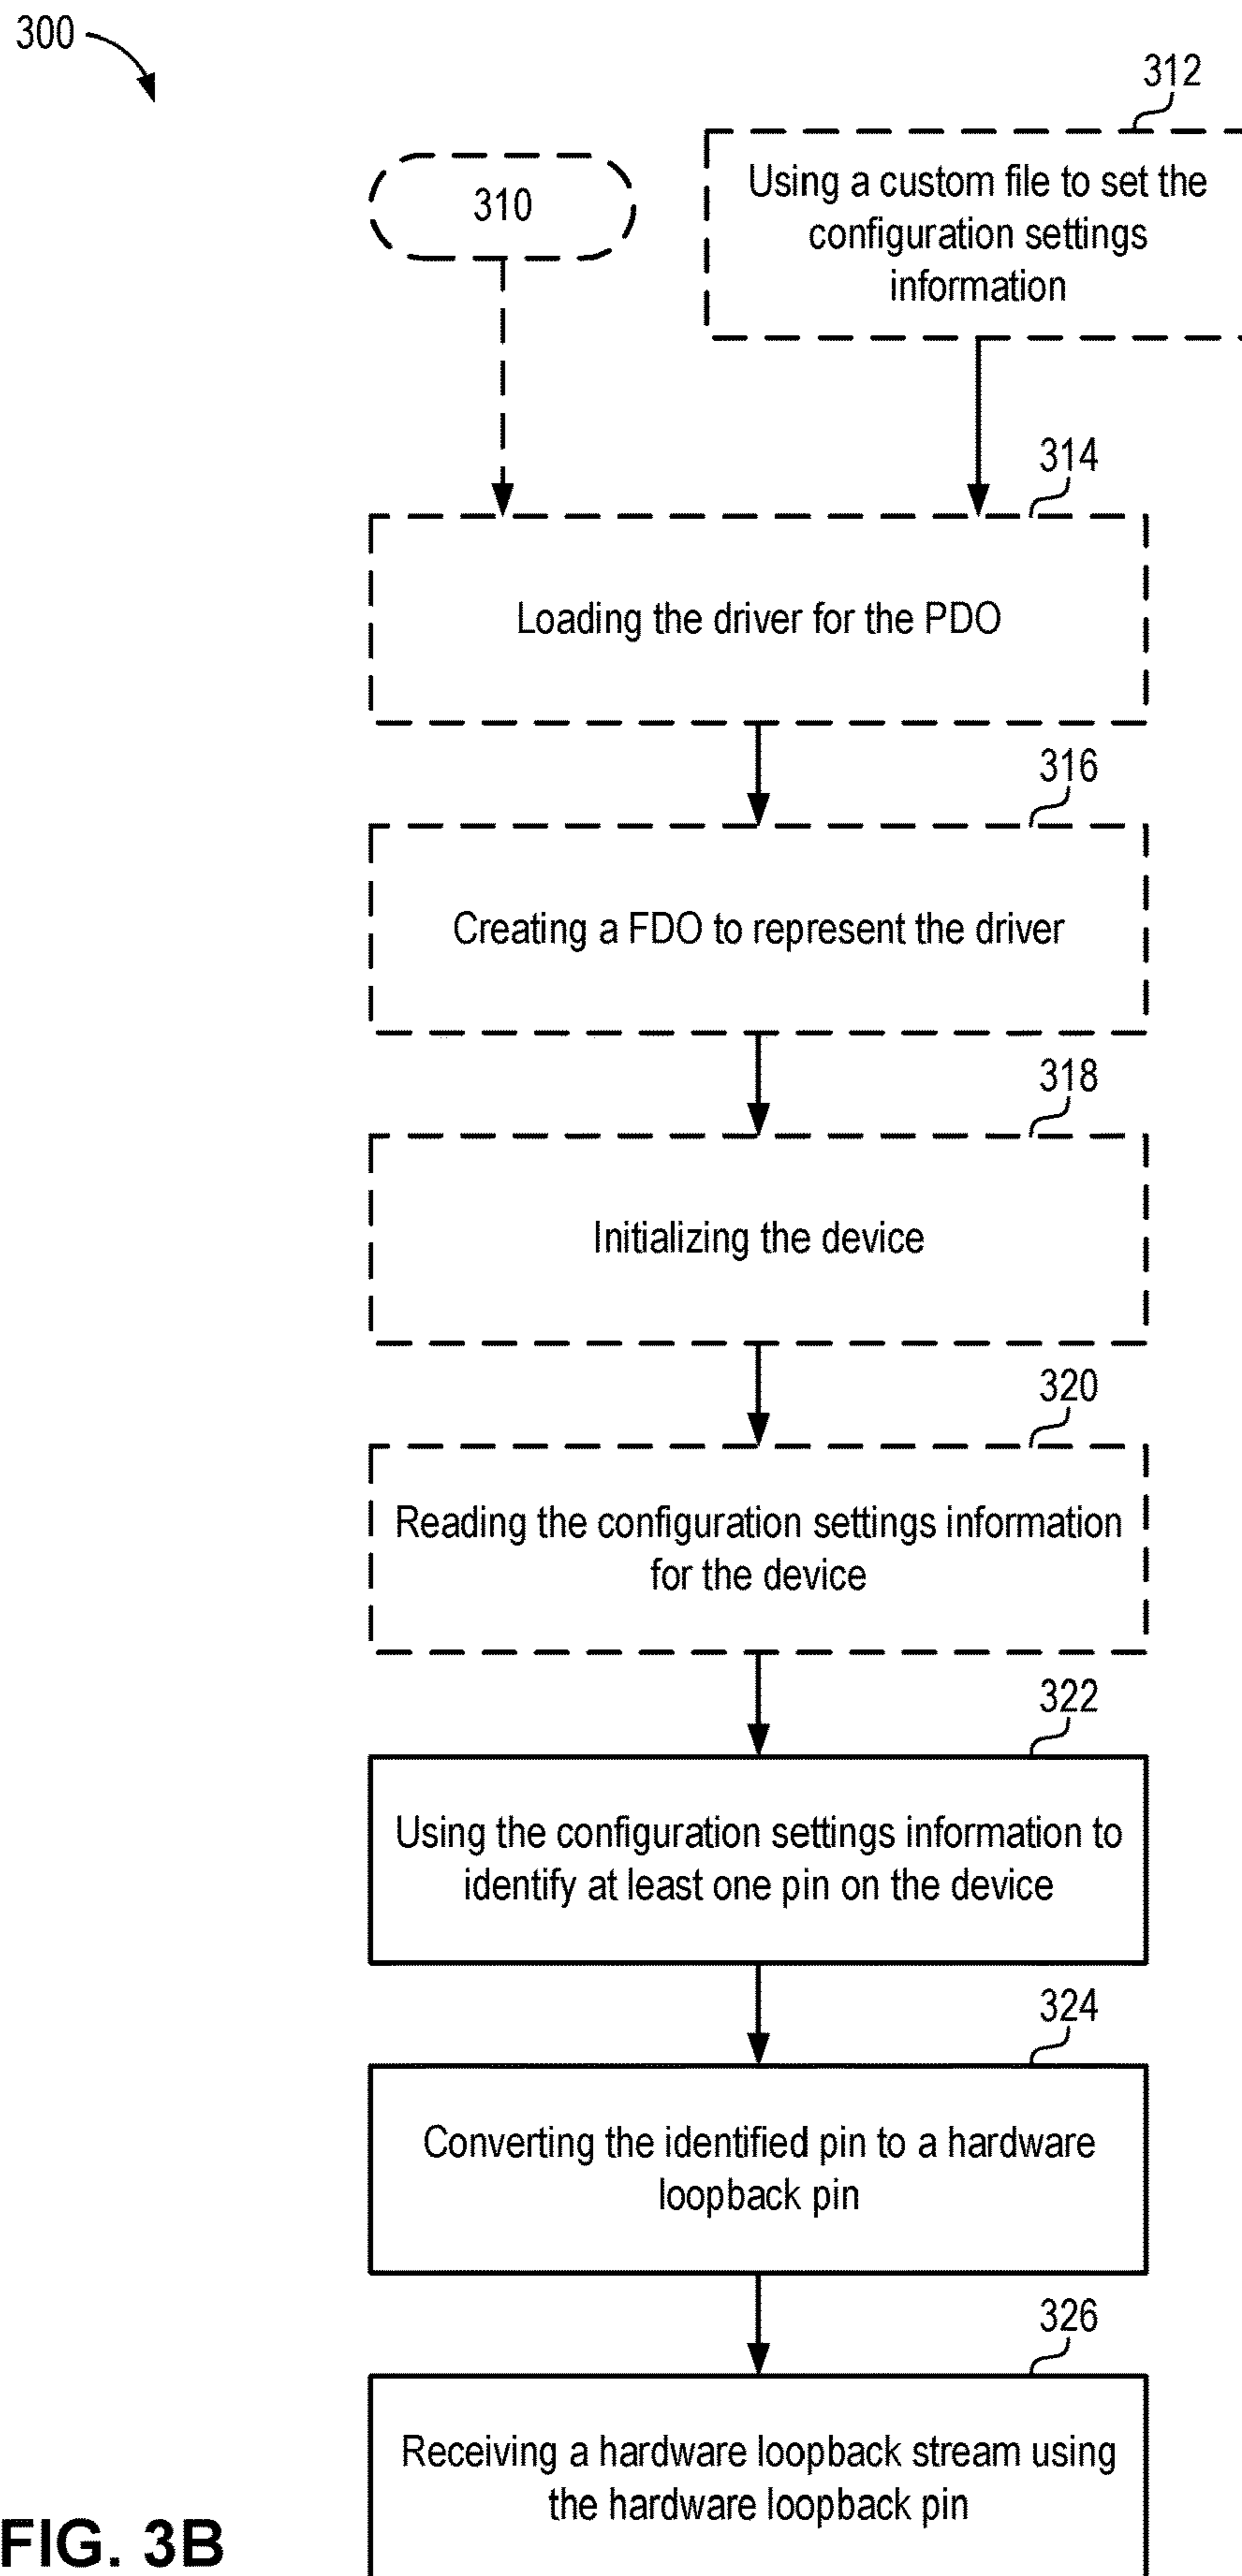 300
312
310
Using a custom file to set the
configuration settings
information
314
Loading the driver for the PDO
316
Creating a FDO to represent the driver
318
Initializing the device
320
Reading the configuration settings information
for the device
322
Using the configuration settings information to
identify at least one pin on the device
324
Converting the identified pin to a hardware
loopback pin
326
Receiving a hardware loopback stream using
the hardware loopback pin
FIG. 3B